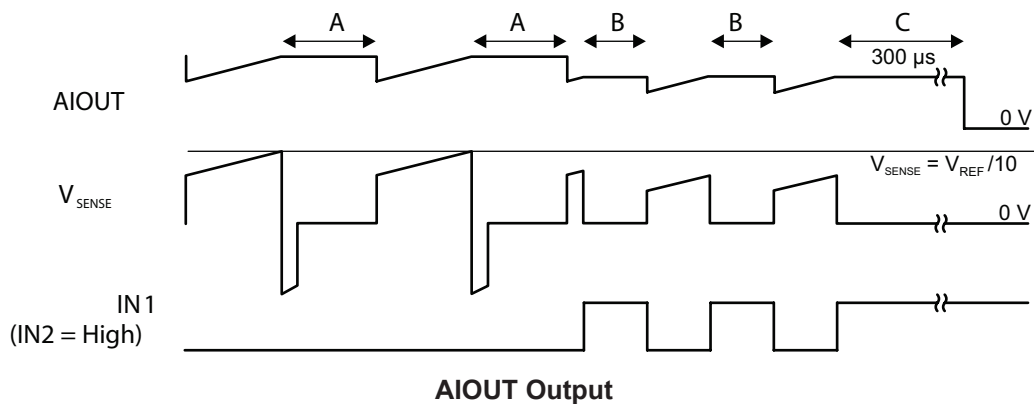 A A B B C
300 µs
AIOUT
0 V
V_SENSE = V_REF /10
V_SENSE
0 V
IN1
(IN2 = High)
AIOUT Output